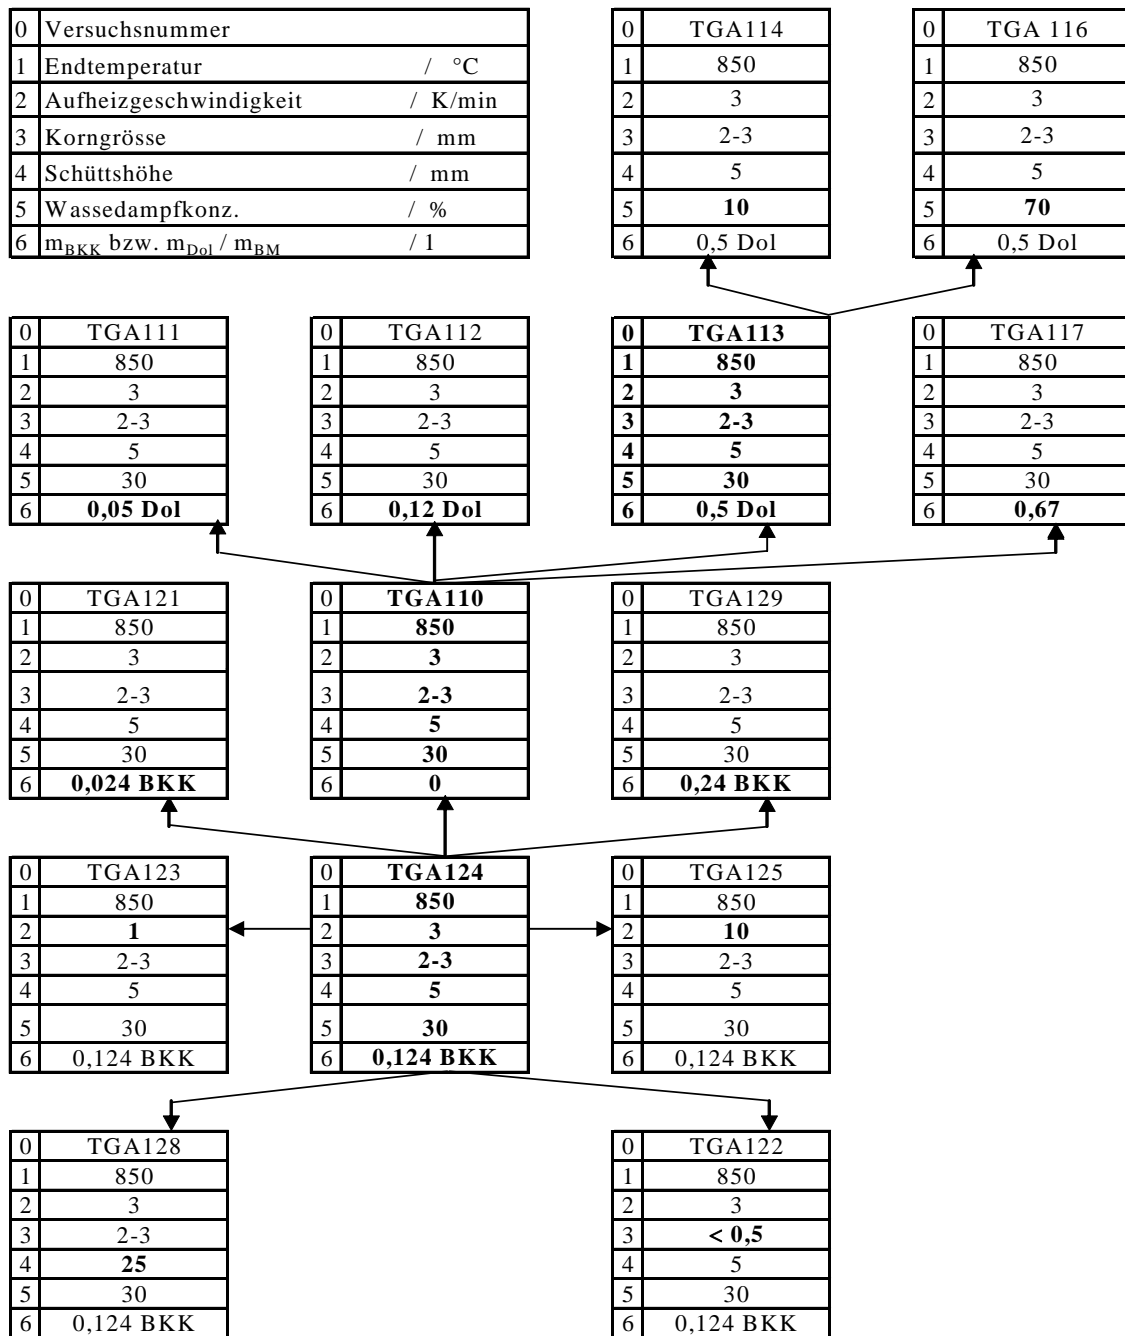 0 Versuchsnummer
1 Endtemperatur / °C
2 Aufheizgeschwindigkeit / K/min
3 Korngrösse / mm
4 Schüttshöhe / mm
5 Wassedampfkonz. / %
6 mBKK bzw. mDol / mBM / 1
0 TGA114
1 850
2 3
3 2-3
4 5
5 10
6 0,5 Dol
0 TGA 116
1 850
2 3
3 2-3
4 5
5 70
6 0,5 Dol
0 TGA111
1 850
2 3
3 2-3
4 5
5 30
6 0,05 Dol
0 TGA112
1 850
2 3
3 2-3
4 5
5 30
6 0,12 Dol
0 TGA113
1 850
2 3
3 2-3
4 5
5 30
6 0,5 Dol
0 TGA117
1 850
2 3
3 2-3
4 5
5 30
6 0,67
0 TGA121
1 850
2 3
3 2-3
4 5
5 30
6 0,024 BKK
0 TGA110
1 850
2 3
3 2-3
4 5
5 30
6 0
0 TGA129
1 850
2 3
3 2-3
4 5
5 30
6 0,24 BKK
0 TGA123
1 850
2 1
3 2-3
4 5
5 30
6 0,124 BKK
0 TGA124
1 850
2 3
3 2-3
4 5
5 30
6 0,124 BKK
0 TGA125
1 850
2 10
3 2-3
4 5
5 30
6 0,124 BKK
0 TGA128
1 850
2 3
3 2-3
4 25
5 30
6 0,124 BKK
0 TGA122
1 850
2 3
3 < 0,5
4 5
5 30
6 0,124 BKK